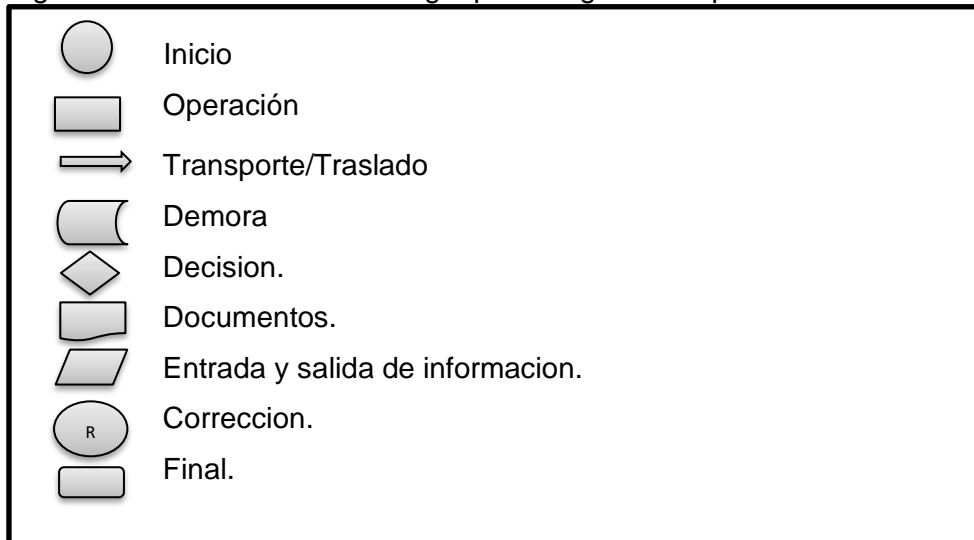 Inicio
Operación
Transporte/Traslado
Demora
Decision.
Documentos.
Entrada y salida de informacion.
R Correccion.
Final.